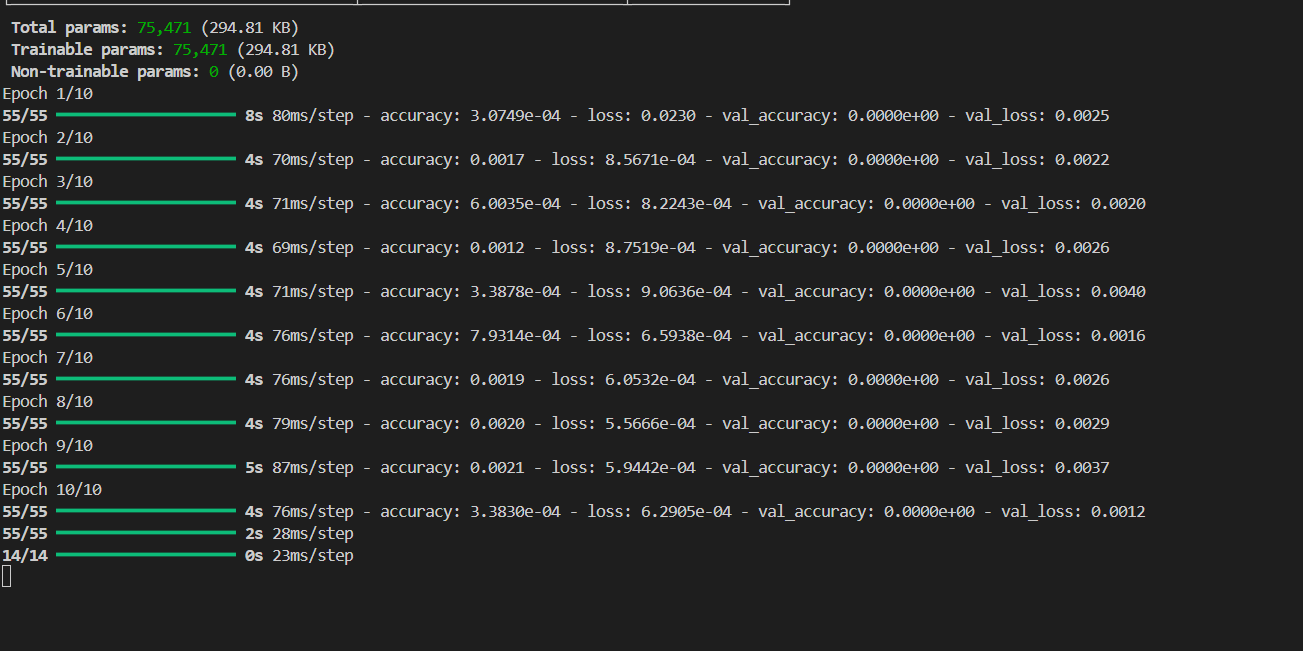 Total params: 75,471 (294.81 KB)
Trainable params: 75,471 (294.81 KB)
Non-trainable params: 0 (0.00 B)
Epoch 1/10
55/55 8s 80ms/step - accuracy: 3.0749e-04 - loss: 0.0230 - val_accuracy: 0.0000e+00 - val_loss: 0.0025
Epoch 2/10
55/55 4s 70ms/step - accuracy: 0.0017 - loss: 8.5671e-04 - val_accuracy: 0.0000e+00 - val_loss: 0.0022
Epoch 3/10
55/55 4s 71ms/step - accuracy: 6.0035e-04 - loss: 8.2243e-04 - val_accuracy: 0.0000e+00 - val_loss: 0.0020
Epoch 4/10
55/55 4s 69ms/step - accuracy: 0.0012 - loss: 8.7519e-04 - val_accuracy: 0.0000e+00 - val_loss: 0.0026
Epoch 5/10
55/55 4s 71ms/step - accuracy: 3.3878e-04 - loss: 9.0636e-04 - val_accuracy: 0.0000e+00 - val_loss: 0.0040
Epoch 6/10
55/55 4s 76ms/step - accuracy: 7.9314e-04 - loss: 6.5938e-04 - val_accuracy: 0.0000e+00 - val_loss: 0.0016
Epoch 7/10
55/55 4s 76ms/step - accuracy: 0.0019 - loss: 6.0532e-04 - val_accuracy: 0.0000e+00 - val_loss: 0.0026
Epoch 8/10
55/55 4s 79ms/step - accuracy: 0.0020 - loss: 5.5666e-04 - val_accuracy: 0.0000e+00 - val_loss: 0.0029
Epoch 9/10
55/55 5s 87ms/step - accuracy: 0.0021 - loss: 5.9442e-04 - val_accuracy: 0.0000e+00 - val_loss: 0.0037
Epoch 10/10
55/55 4s 76ms/step - accuracy: 3.3830e-04 - loss: 6.2905e-04 - val_accuracy: 0.0000e+00 - val_loss: 0.0012
55/55 2s 28ms/step
14/14 0s 23ms/step